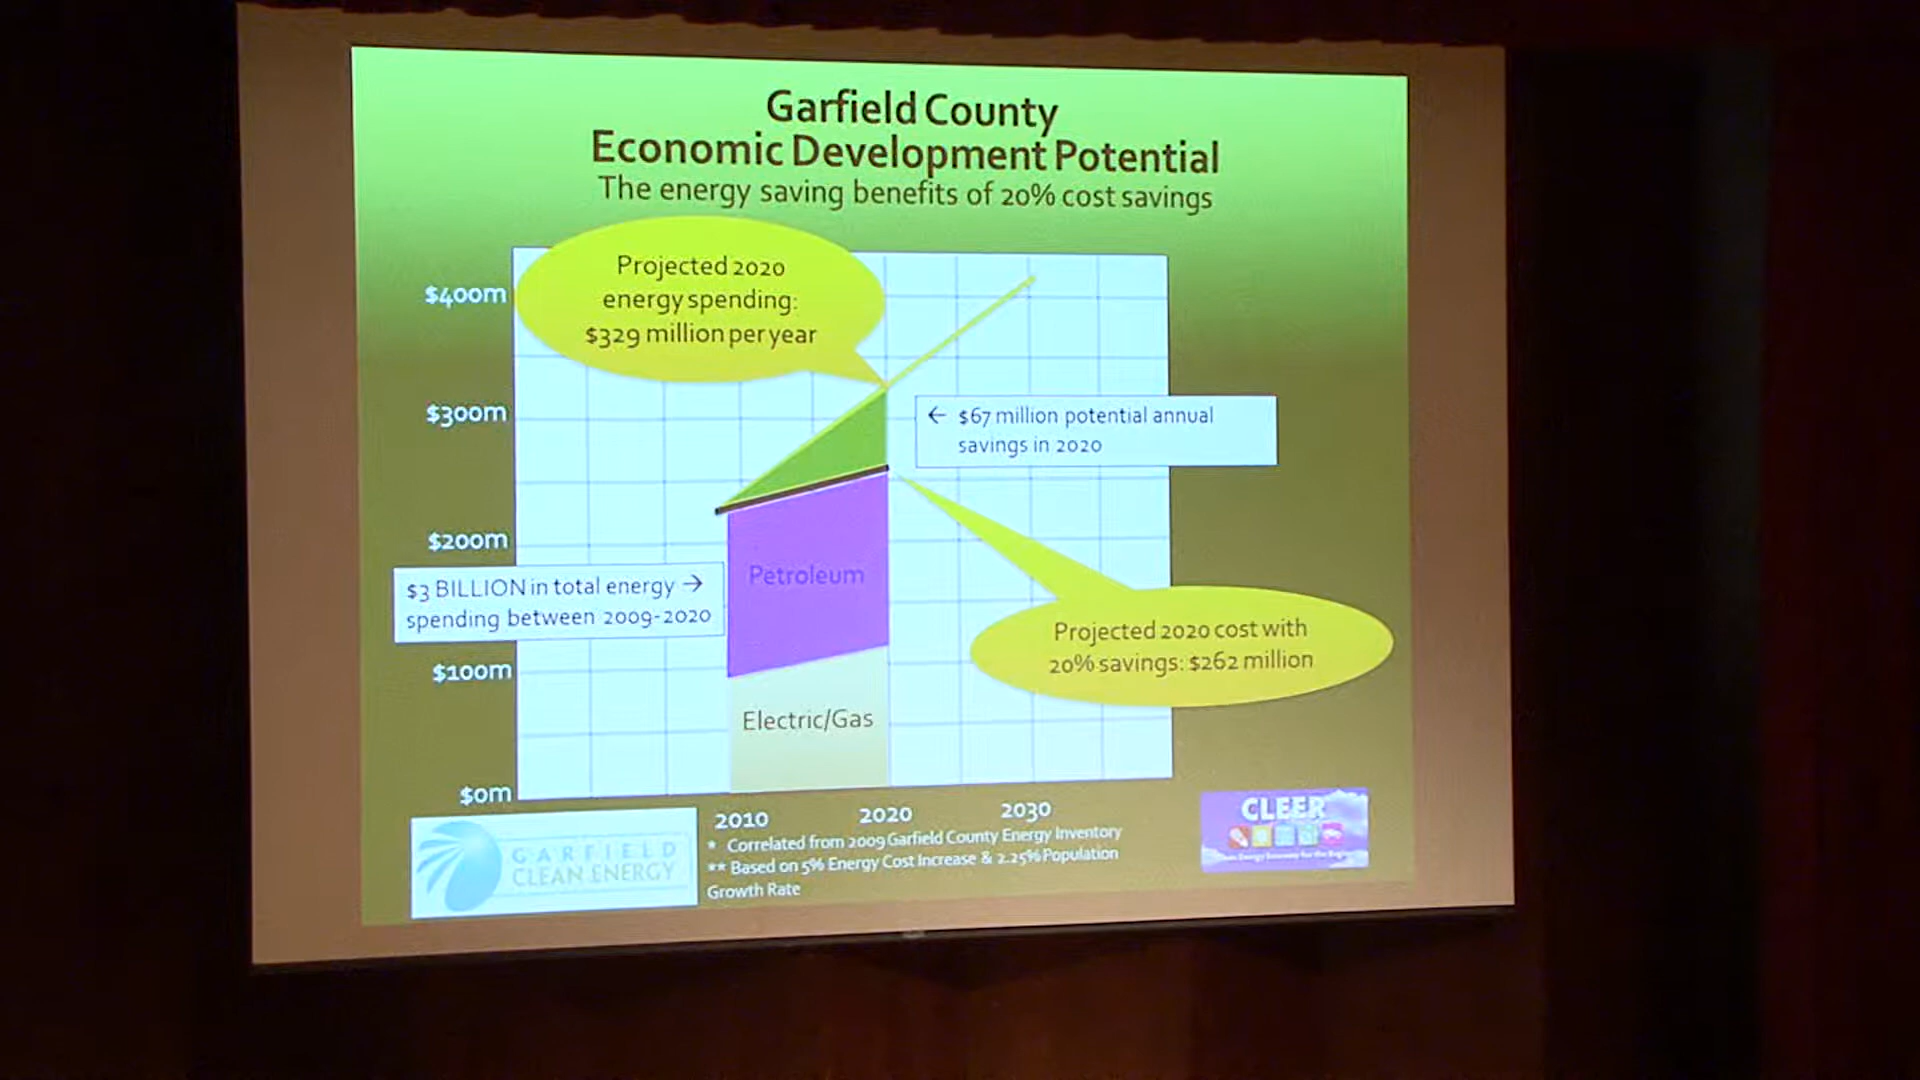 Garfield County
Economic Development Potential
The energy saving benefits of 20% cost savings
Projected 2020
energy spending:
$329 million per year
$400m
$300m
$200m
$100m
$0m
← $67 million potential annual
savings in 2020
$3 BILLION in total energy →
spending between 2009-2020
Petroleum
Electric/Gas
Projected 2020 cost with
20% savings: $262 million
2010 2020 2030
* Correlated from 2009 Garfield County Energy Inventory
** Based on 5% Energy Cost Increase & 2.25% Population
Growth Rate
GARFIELD
CLEAN ENERGY
CLEER